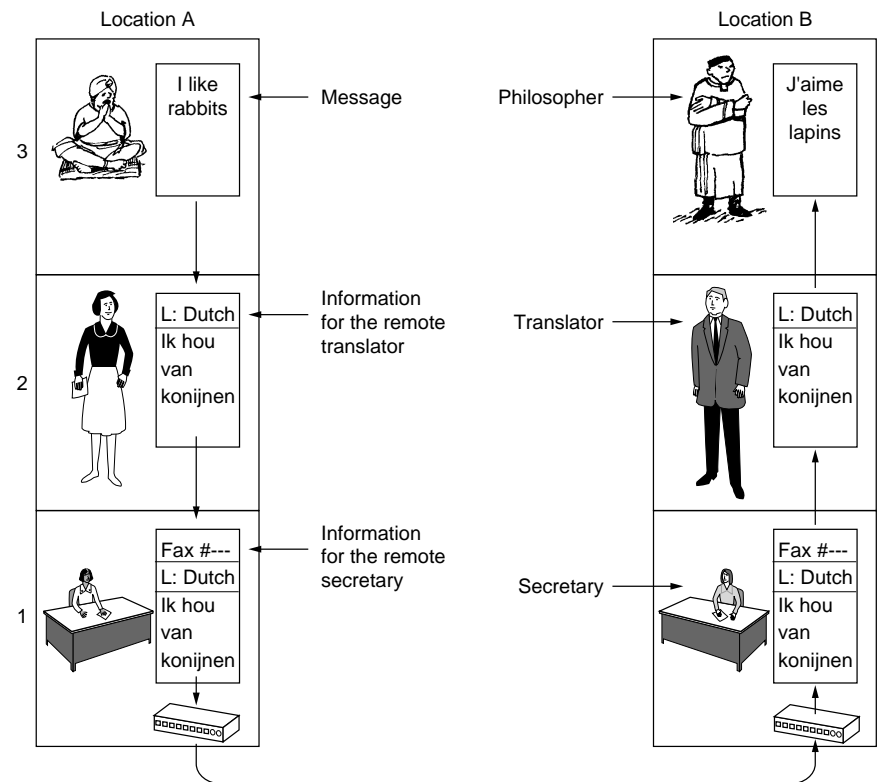 Location A
Location B
3
I like
rabbits
Message
Philosopher
J'aime
les
lapins
2
L: Dutch
Ik hou
van
konijnen
Information
for the remote
translator
Translator
L: Dutch
Ik hou
van
konijnen
1
Fax #---
L: Dutch
Ik hou
van
konijnen
Information
for the remote
secretary
Secretary
Fax #---
L: Dutch
Ik hou
van
konijnen